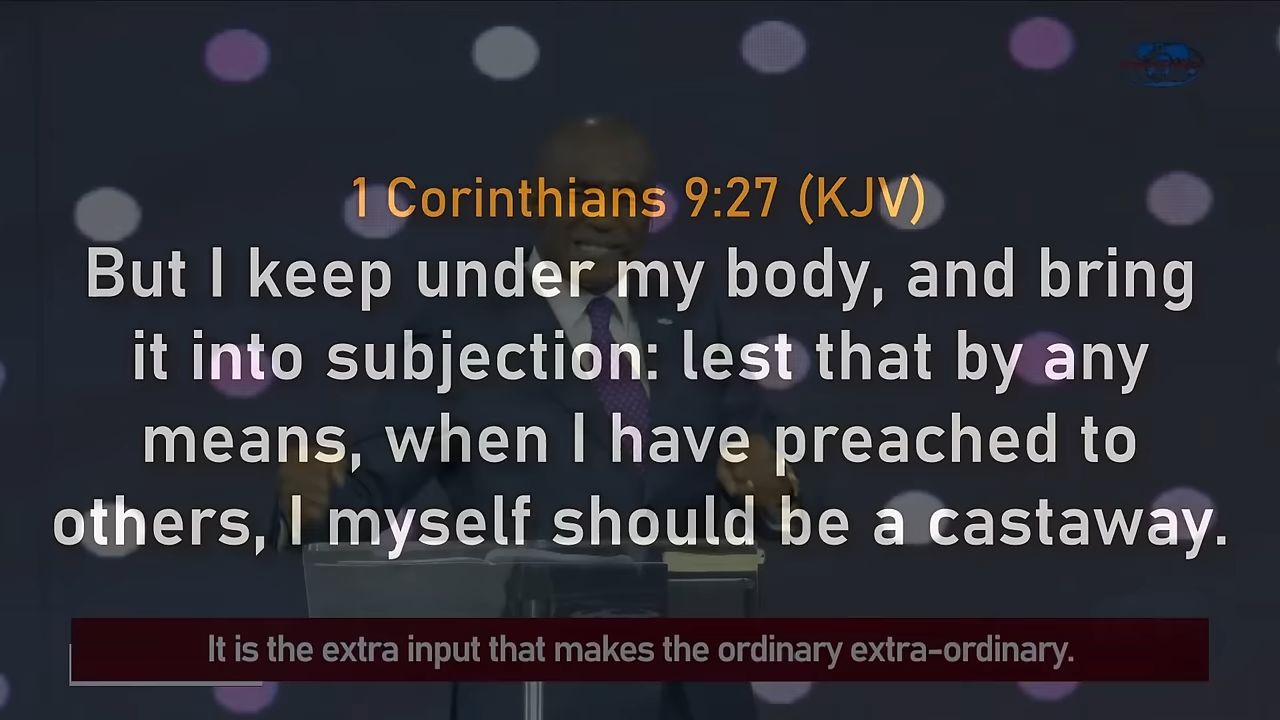 1 Corinthians 9:27 (KJV)
But I keep under my body, and bring
it into subjection: lest that by any
means, when I have preached to
others, I myself should be a castaway.
It is the extra input that makes the ordinary extra-ordinary.